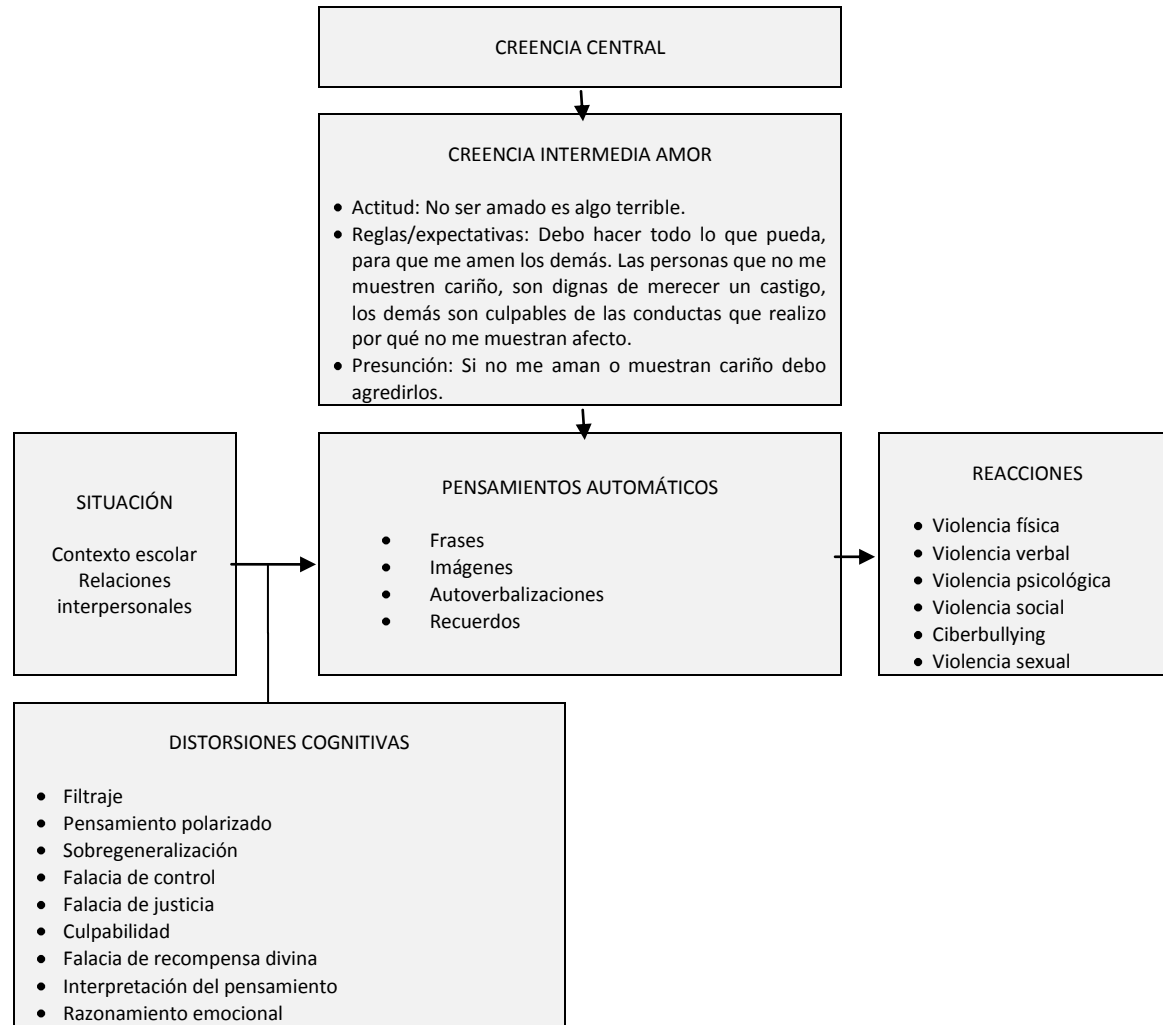 CREENCIA CENTRAL
CREENCIA INTERMEDIA AMOR
• Actitud: No ser amado es algo terrible.
• Reglas/expectativas: Debo hacer todo lo que pueda,
para que me amen los demás. Las personas que no me
muestren cariño, son dignas de merecer un castigo,
los demás son culpables de las conductas que realizo
por qué no me muestran afecto.
• Presunción: Si no me aman o muestran cariño debo
agredirlos.
SITUACIÓN
Contexto escolar
Relaciones
interpersonales
PENSAMIENTOS AUTOMÁTICOS
• Frases
• Imágenes
• Autoverbalizaciones
• Recuerdos
REACCIONES
• Violencia física
• Violencia verbal
• Violencia psicológica
• Violencia social
• Ciberbullying
• Violencia sexual
DISTORSIONES COGNITIVAS
• Filtraje
• Pensamiento polarizado
• Sobregeneralización
• Falacia de control
• Falacia de justicia
• Culpabilidad
• Falacia de recompensa divina
• Interpretación del pensamiento
• Razonamiento emocional